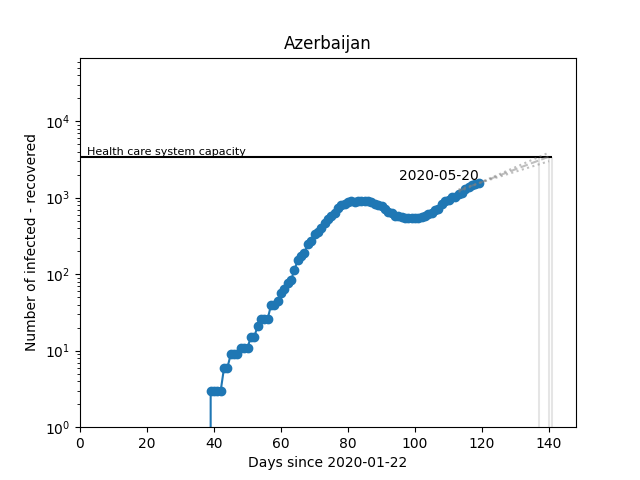 Azerbaijan
Number of infected - recovered
10^4
10^3
10^2
10^1
10^0
Health care system capacity
2020-05-20
0 20 40 60 80 100 120 140
Days since 2020-01-22